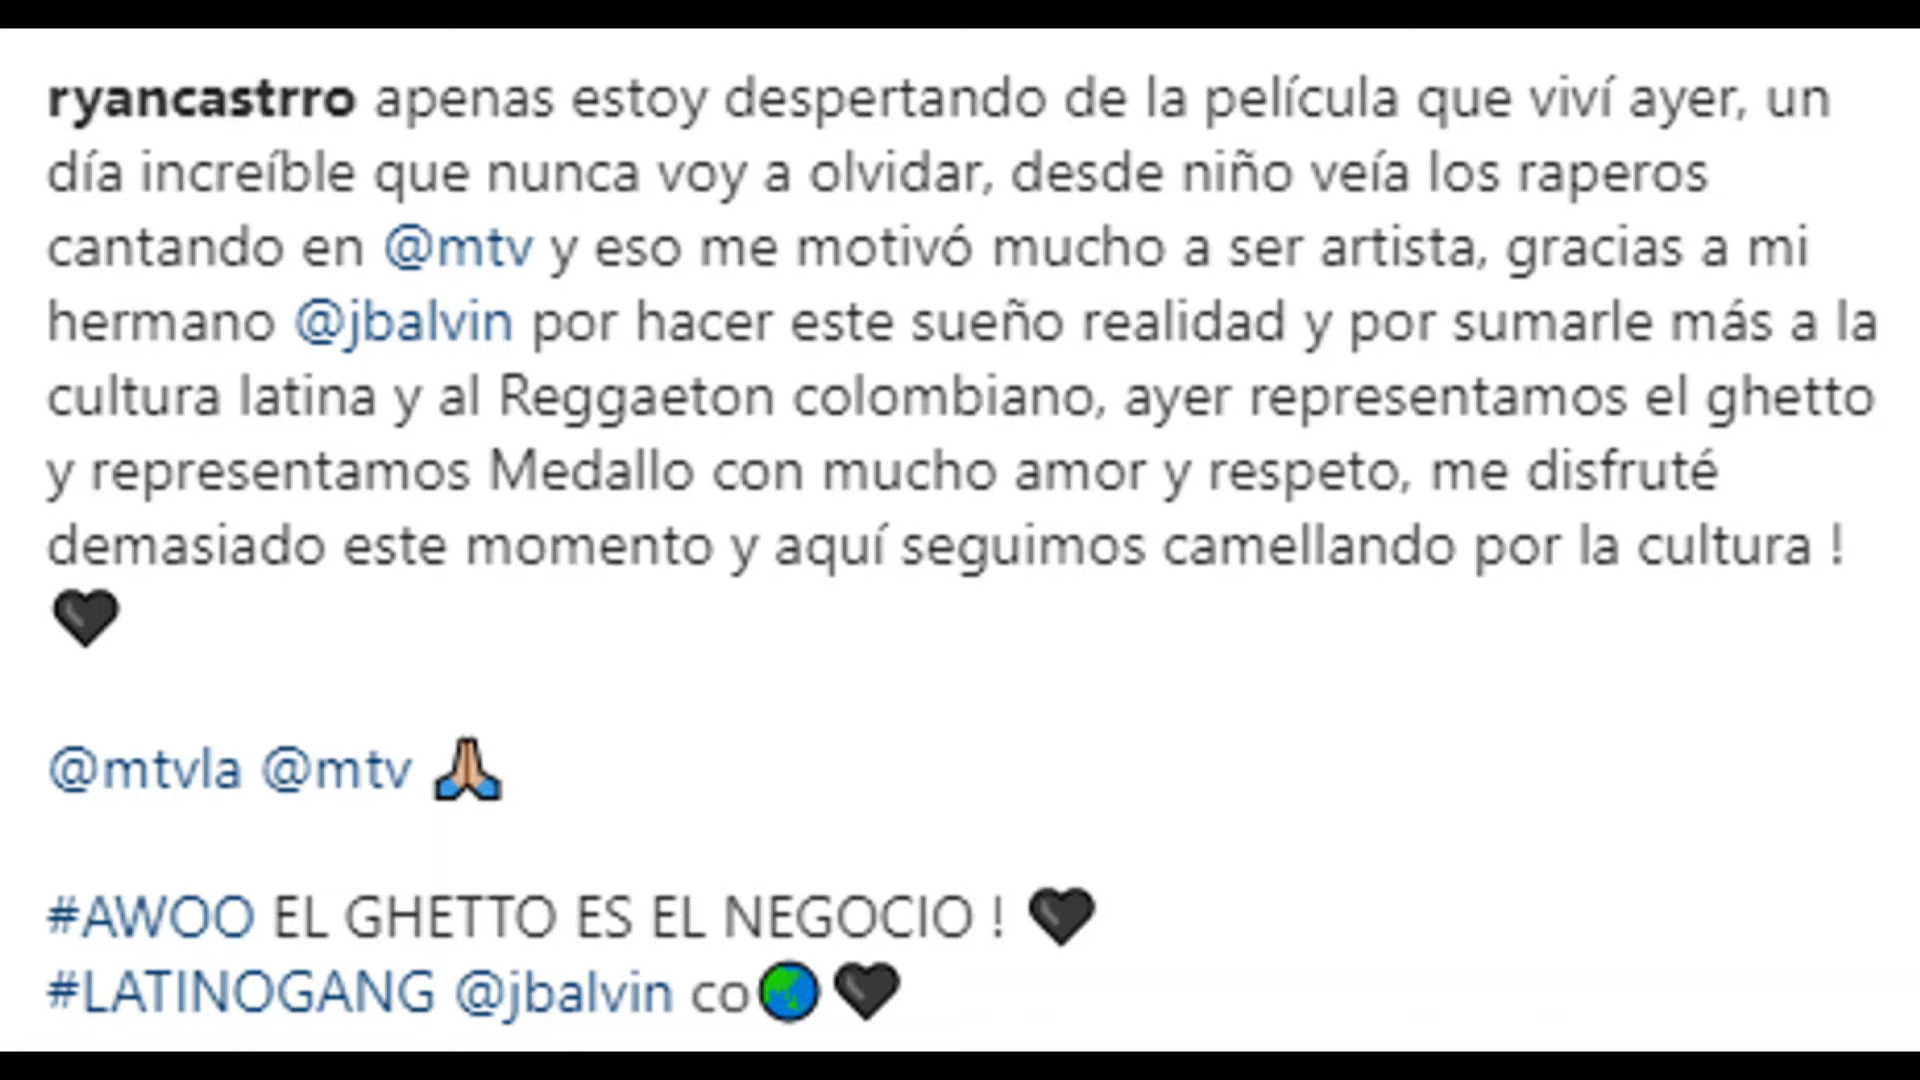 ryancastrro apenas estoy despertando de la película que viví ayer, un
día increíble que nunca voy a olvidar, desde niño veía los raperos
cantando en @mtv y eso me motivó mucho a ser artista, gracias a mi
hermano @jbalvin por hacer este sueño realidad y por sumarle más a la
cultura latina y al Reggaeton colombiano, ayer representamos el ghetto
y representamos Medallo con mucho amor y respeto, me disfruté
demasiado este momento y aquí seguimos camellando por la cultura !
🖤
@mtvla @mtv 🙏🏼
#AWOO EL GHETTO ES EL NEGOCIO ! 🖤
#LATINOGANG @jbalvin co🌏🖤